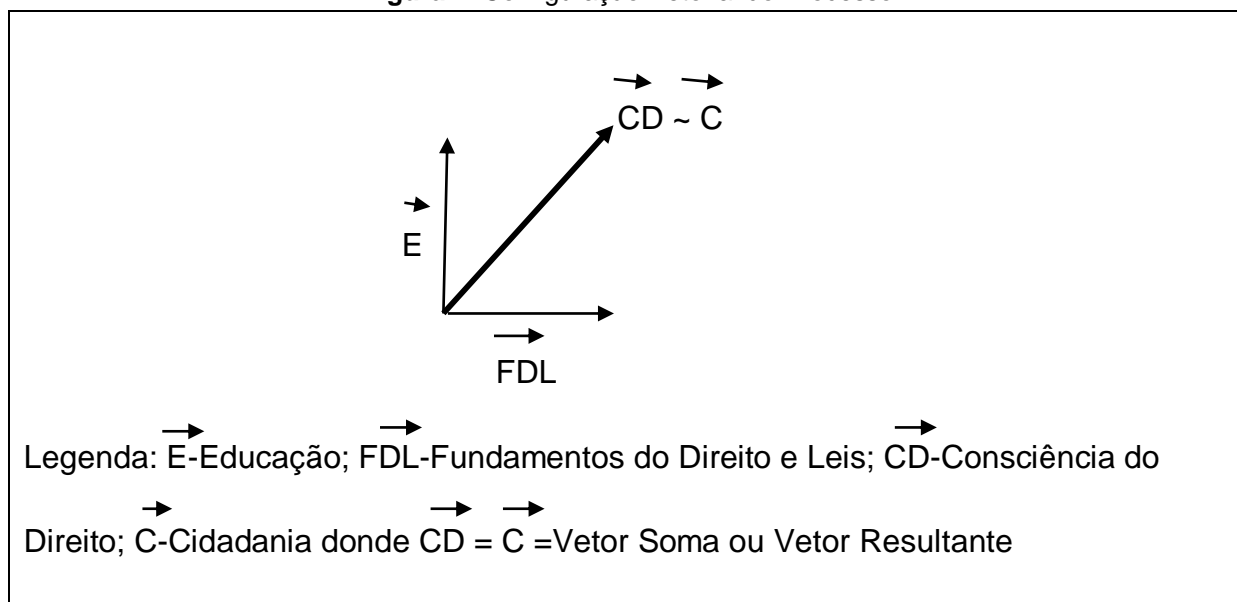 CD ~ C
E
FDL
Legenda: E-Educação; FDL-Fundamentos do Direito e Leis; CD-Consciência do
Direito; C-Cidadania donde CD = C =Vetor Soma ou Vetor Resultante